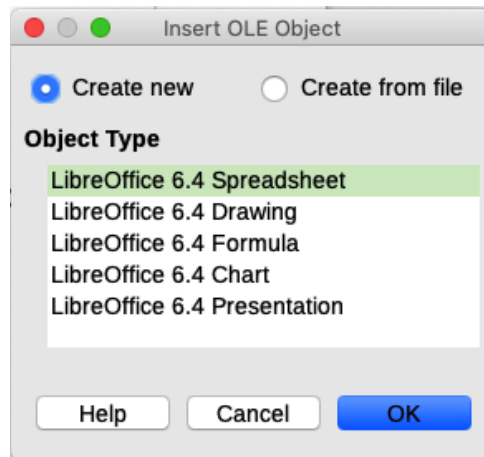 Insert OLE Object
Create new Create from file
Object Type
LibreOffice 6.4 Spreadsheet
LibreOffice 6.4 Drawing
LibreOffice 6.4 Formula
LibreOffice 6.4 Chart
LibreOffice 6.4 Presentation
Help Cancel OK